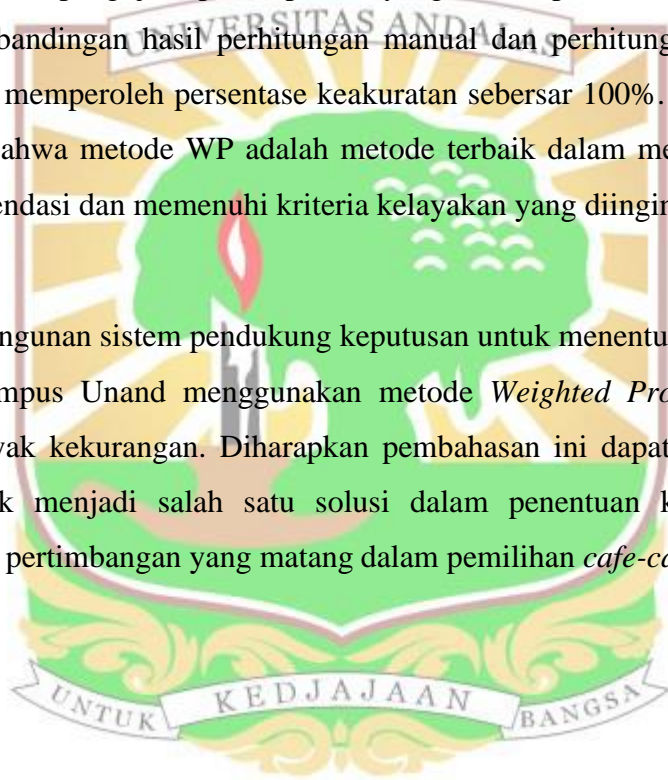 UNIVERSITAS ANDALAS
bandingan hasil perhitungan manual dan perhitung
memperoleh persentase keakuratan sebersar 100%.
ahwa metode WP adalah metode terbaik dalam me
endasi dan memenuhi kriteria kelayakan yang diingin
ngunan sistem pendukung keputusan untuk menentu
mpus Unand menggunakan metode Weighted Pro
yak kekurangan. Diharapkan pembahasan ini dapat
k menjadi salah satu solusi dalam penentuan k
pertimbangan yang matang dalam pemilihan cafe-ca
UNTUK KEDJAJAAN BANGSA